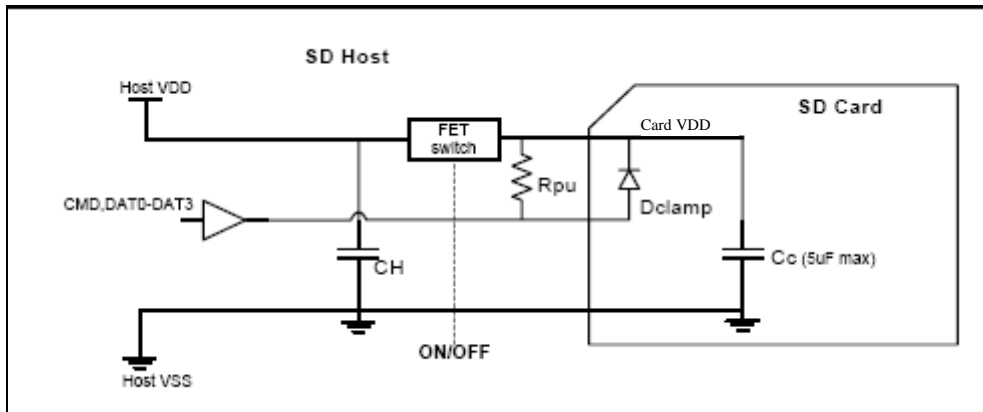 SD Host
Host VDD
FET
switch
Card VDD
SD Card
Rpu
CMD,DAT0-DAT3
Dclamp
CH
Cc (5uF max)
ON/OFF
Host VSS